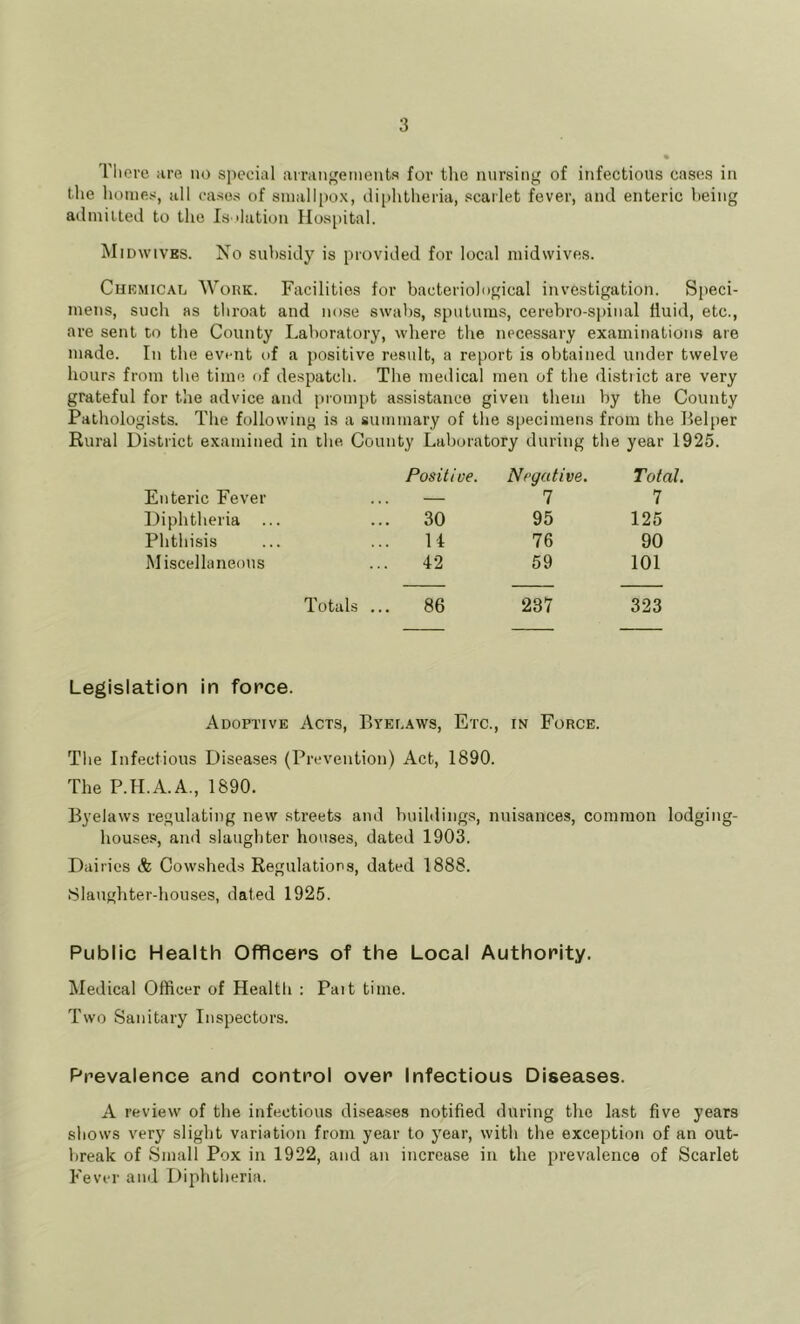 3
There are no special arrangements for the nursing of infectious cases in
the homes, all cases of smallpox, diphtheria, scarlet fever, and enteric being
admitted to the Isolation Hospital.
Midwives. No subsidy is provided for local midwives.
Chemical Work. Facilities for bacteriological investigation. Speci-
mens, such as throat and nose swabs, sputums, cerebro-spinal fluid, etc.,
are sent to the County Laboratory, where the necessary examinations are
made. In the event of a positive result, a report is obtained under twelve
hours from the time of despatch. The medical men of the district are very
grateful for the advice and prompt assistance given them by the County
Pathologists. The following is a summary of the specimens from the Belper
Rural District examined in the County Laboratory during the year 1925.
Positive. Negative. Total.
Enteric Fever ... — 7 7
Diphtheria ... ... 30 95 125
Phthisis ... ... 14 76 90
Miscellaneous ... 42 59 101
Totals ... 86 237 323
Legislation in force.
Adoptive Acts, Byelaws, Etc., in Force.
The Infectious Diseases (Prevention) Act, 1890.
The P.H.A.A., 1890.
Byelaws regulating new streets and buildings, nuisances, common lodging-
houses, and slaughter houses, dated 1903.
Dairies & Cowsheds Regulations, dated 1888.
Slaughter-houses, dated 1925.
Public Health Officers of the Local Authority.
Medical Officer of Health : Part time.
Two Sanitary Inspectors.
Prevalence and control over Infectious Diseases.
A review of the infectious diseases notified during the last five years
shows very slight variation from year to year, with the exception of an out-
break of Small Pox in 1922, and an increase in the prevalence of Scarlet
Fever and Diphtheria.